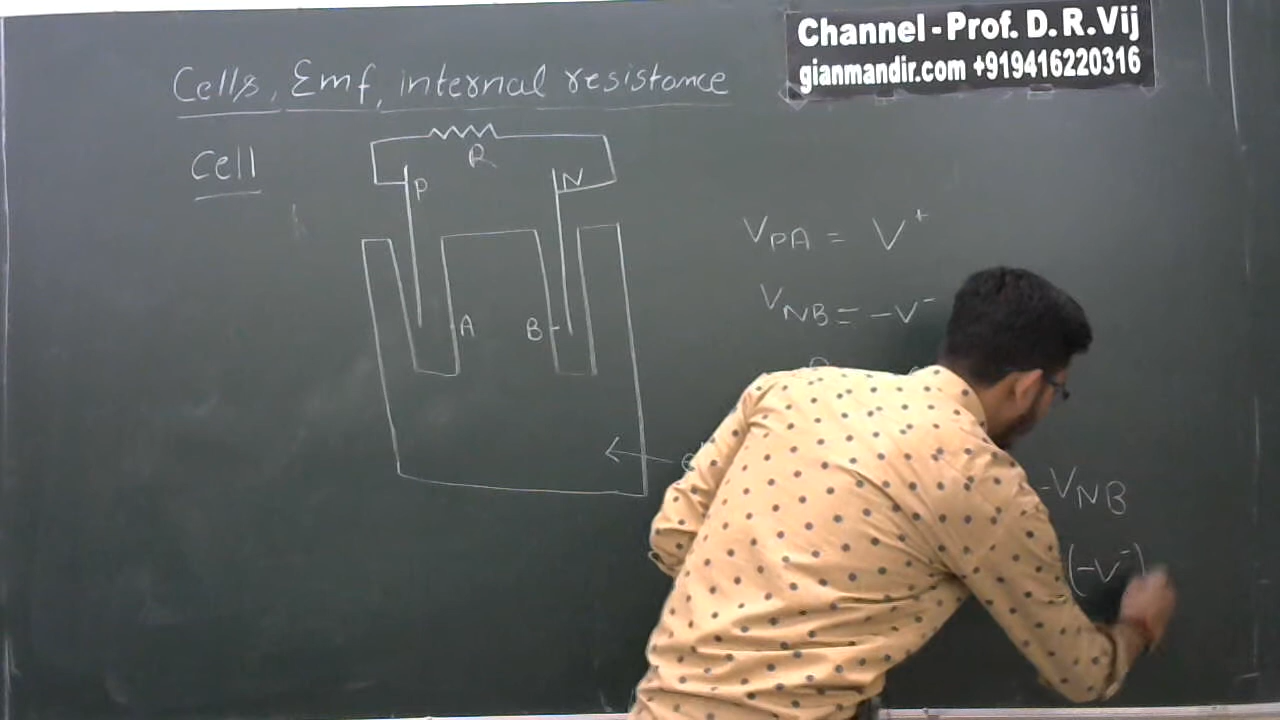 Channel - Prof. D. R. Vij
gianmandir.com +919416220316
Cells, Emf, internal resistance
Cell
R
P
N
A
B
V_PA = V⁺
V_NB = -V⁻
-V_NB
(-V⁻)